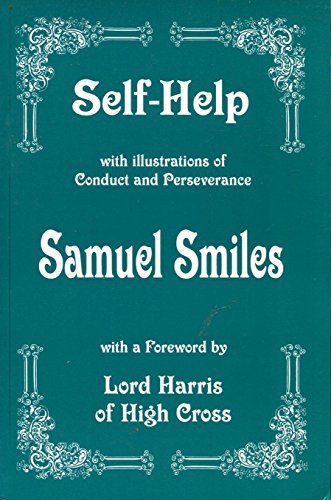 Self-Help
with illustrations of
Conduct and Perseverance
Samuel Smiles
with a Foreword by
Lord Harris
of High Cross